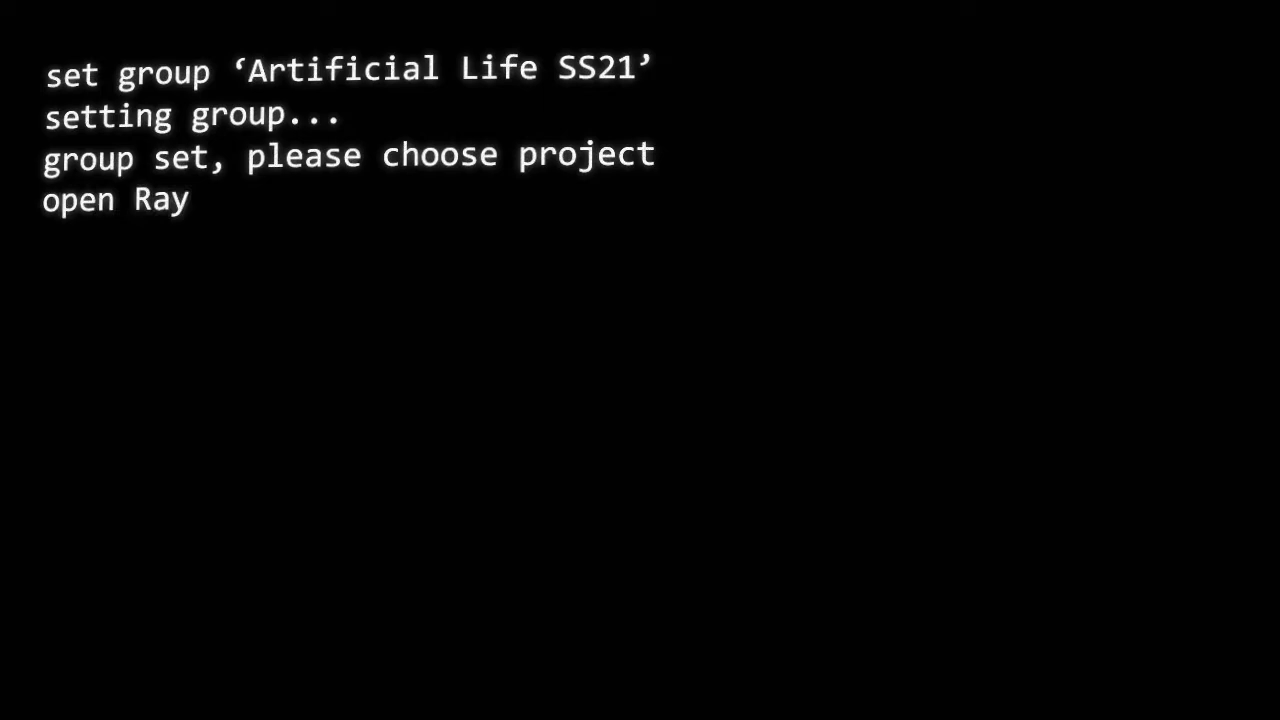 set group ‘Artificial Life SS21’
setting group...
group set, please choose project
open Ray